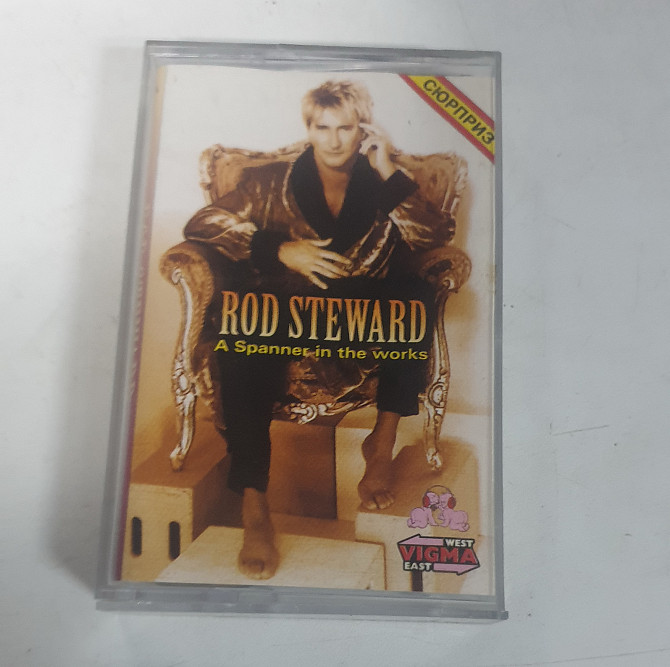 СЮРПРИЗ
ROD STEWARD
A Spanner in the works
WEST
VIGMA
EAST